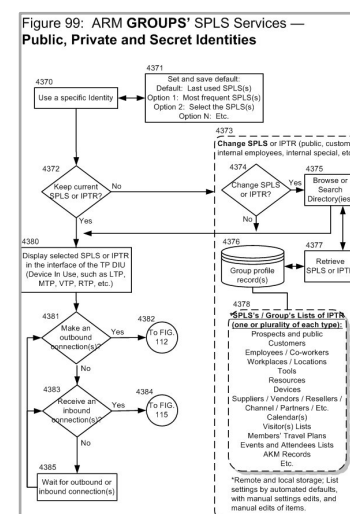 Figure 99: ARM GROUPS' SPLS Services —
Public, Private and Secret Identities
4370
Use a specific Identity
4371
Set and save default:
Default: Last used SPLS(s)
Option 1: Most frequent SPLS(s)
Option 2: Select the SPLS(s)
Option N: Etc.
4372
Keep current
SPLS or IPTR?
No
Yes
4373
Change SPLS or IPTR (public, custom
internal employees, internal special, etc
4374
Change SPLS
or IPTR?
Yes
No
4375
Browse or
Search
Directory(ies
4376
Group profile
record(s)
4377
Retrieve
SPLS or IPTR
4378
*SPLS's / Group's Lists of IPTR
(one or plurality of each type):
Prospects and public
Customers
Employees / Co-workers
Workplaces / Locations
Tools
Resources
Devices
Suppliers / Vendors / Resellers /
Channel / Partners / Etc.
Calendar(s)
Visitor(s) Lists
Members' Travel Plans
Events and Attendees Lists
AKM Records
Etc.
*Remote and local storage; List
settings by automated defaults,
with manual settings edits, and
manual edits of items.
4380
Display selected SPLS or IPTR
in the interface of the TP DIU
(Device In Use, such as LTP,
MTP, VTP, RTP, etc.)
4381
Make an
outbound
connection(s)?
Yes
No
4382
To FIG.
112
4383
Receive an
inbound
connection(s)?
Yes
No
4384
To FIG.
115
4385
Wait for outbound or
inbound connection(s)